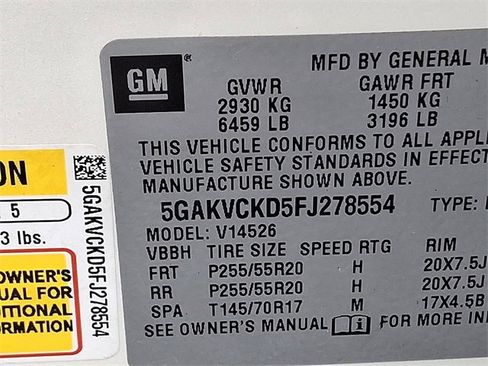 GM
MFD BY GENERAL M
GVWR GAWR FRT
2930 KG 1450 KG
6459 LB 3196 LB
THIS VEHICLE CONFORMS TO ALL APPL
VEHICLE SAFETY STANDARDS IN EFFECT
MANUFACTURE SHOWN ABOVE.
5GAKVCKD5FJ278554 TYPE:
MODEL: V14526
VBBH TIRE SIZE SPEED RTG RIM
FRT P255/55R20 H 20X7.5J
RR P255/55R20 H 20X7.5J
SPA T145/70R17 M 17X4.5B
SEE OWNER'S MANUAL FOR MORE IN
ON
5
3 lbs.
OWNER'S
UAL FOR
DITIONAL
ORMATION
5GAKVCKD5FJ278554